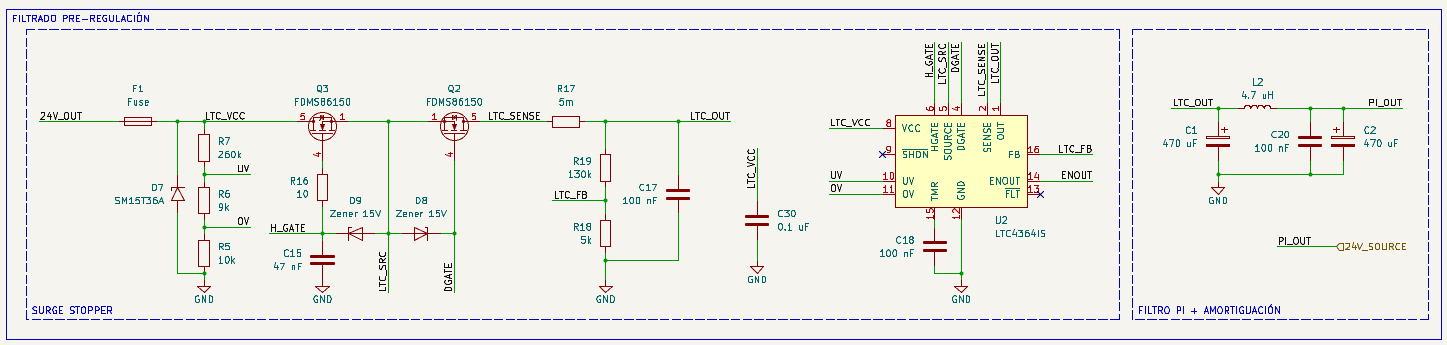 FILTRADO PRE-REGULACIÓN
24V_OUT
F1
Fuse
LTC_VCC
R7
260k
UV
D7
SM15T36A
R6
9k
OV
R5
10k
GND
Q3
FDMS86150
5
1
4
R16
10
H_GATE
C15
47 nF
GND
D9
Zener 15V
LTC_SRC
D8
Zener 15V
DGATE
Q2
FDMS86150
1
5
4
LTC_SENSE
R17
5m
LTC_OUT
R19
130k
LTC_FB
R18
5k
C17
100 nF
GND
LTC_VCC
C30
0.1 uF
GND
H_GATE
LTC_SRC
DGATE
LTC_SENSE
LTC_OUT
6
5
4
2
1
HGATE
SOURCE
DGATE
SENSE
OUT
LTC_VCC
8
VCC
9
SHDN
UV
10
UV
OV
11
OV
FB
16
LTC_FB
ENOUT
14
ENOUT
FLT
13
TMR
GND
15
12
U2
LTC4364IS
C18
100 nF
GND
SURGE STOPPER
LTC_OUT
L2
4.7 uH
PI_OUT
C1
470 uF
C20
100 nF
C2
470 uF
GND
PI_OUT
24V_SOURCE
FILTRO PI + AMORTIGUACIÓN